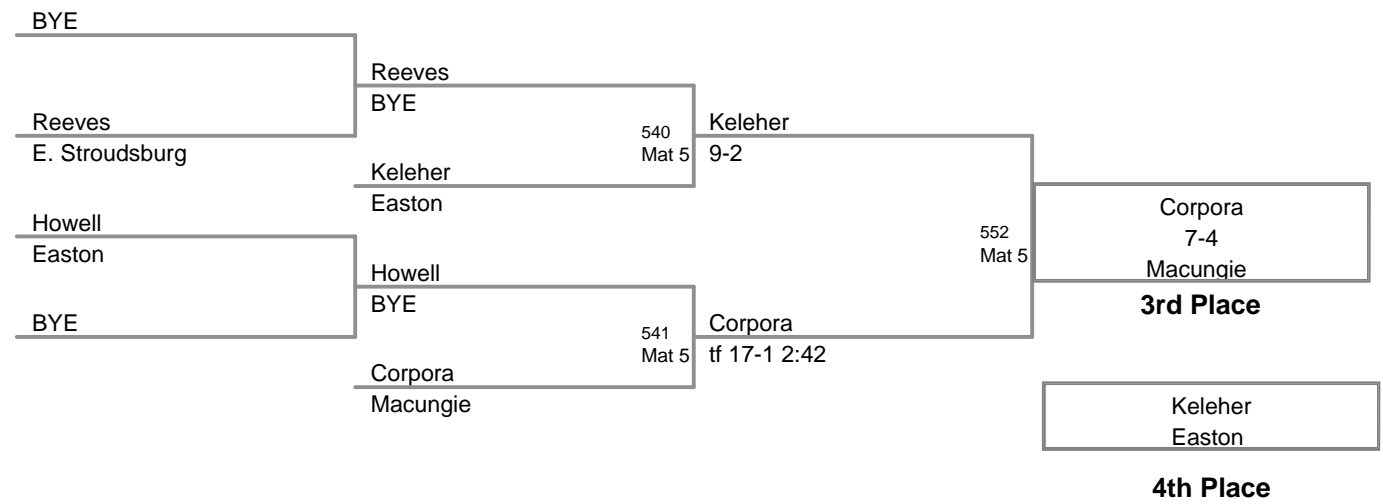 BYE
Reeves
BYE
Reeves
E. Stroudsburg
540
Mat 5
Keleher
9-2
Keleher
Easton
Howell
Easton
552
Mat 5
Corpora
7-4
Macungie
3rd Place
Howell
BYE
BYE
541
Mat 5
Corpora
tf 17-1 2:42
Corpora
Macungie
Keleher
Easton
4th Place